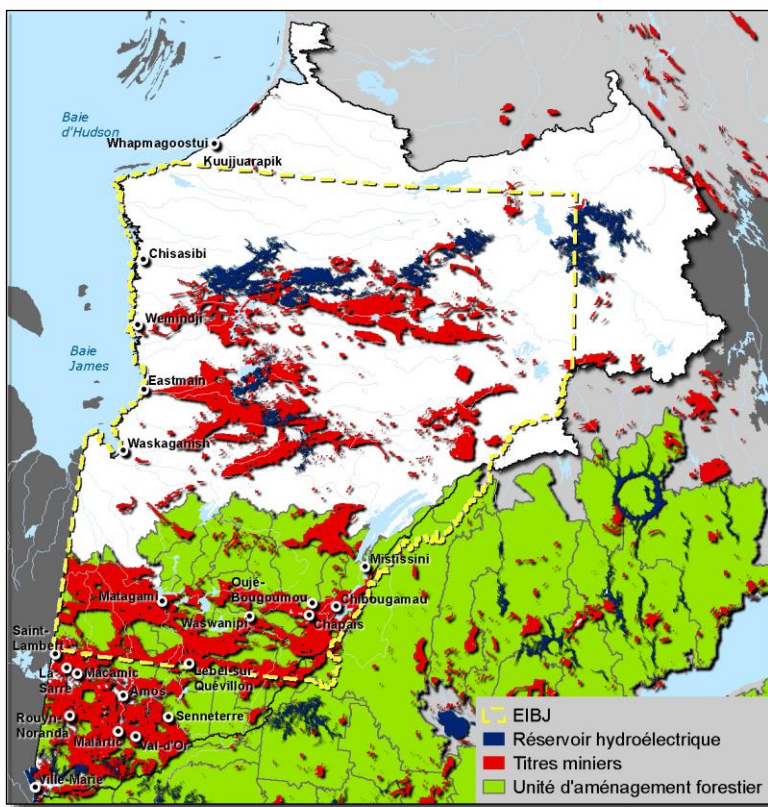 Baie
d'Hudson
Whapmagoostui
Kuujjuarapik
Chisasibi
Wemindji
Baie
James
Eastmain
Waskaganish
Mistissini
Matagami
Oujé-
Bougoumou
Chibougamau
Waswanipi
Chapais
Saint-
Lambert
La
Sarre
Macamic
Lebel-sur-
Quévillon
Amos
Rouyn-
Noranda
Senneterre
Malartic
Val-d'Or
Ville-Marie
EIBJ
Réservoir hydroélectrique
Titres miniers
Unité d'aménagement forestier